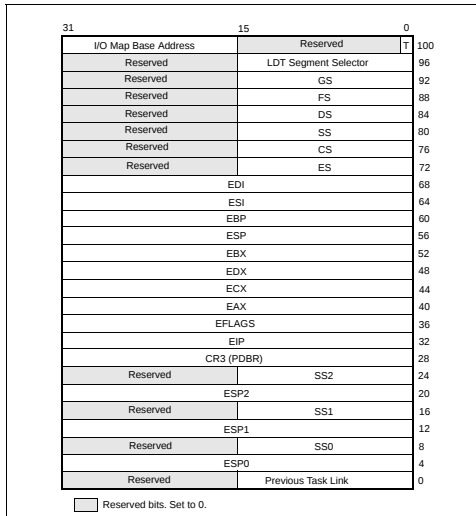 31 15 0
I/O Map Base Address Reserved T 100
Reserved LDT Segment Selector 96
Reserved GS 92
Reserved FS 88
Reserved DS 84
Reserved SS 80
Reserved CS 76
Reserved ES 72
EDI 68
ESI 64
EBP 60
ESP 56
EBX 52
EDX 48
ECX 44
EAX 40
EFLAGS 36
EIP 32
CR3 (PDBR) 28
Reserved SS2 24
ESP2 20
Reserved SS1 16
ESP1 12
Reserved SS0 8
ESP0 4
Reserved Previous Task Link 0
Reserved bits. Set to 0.